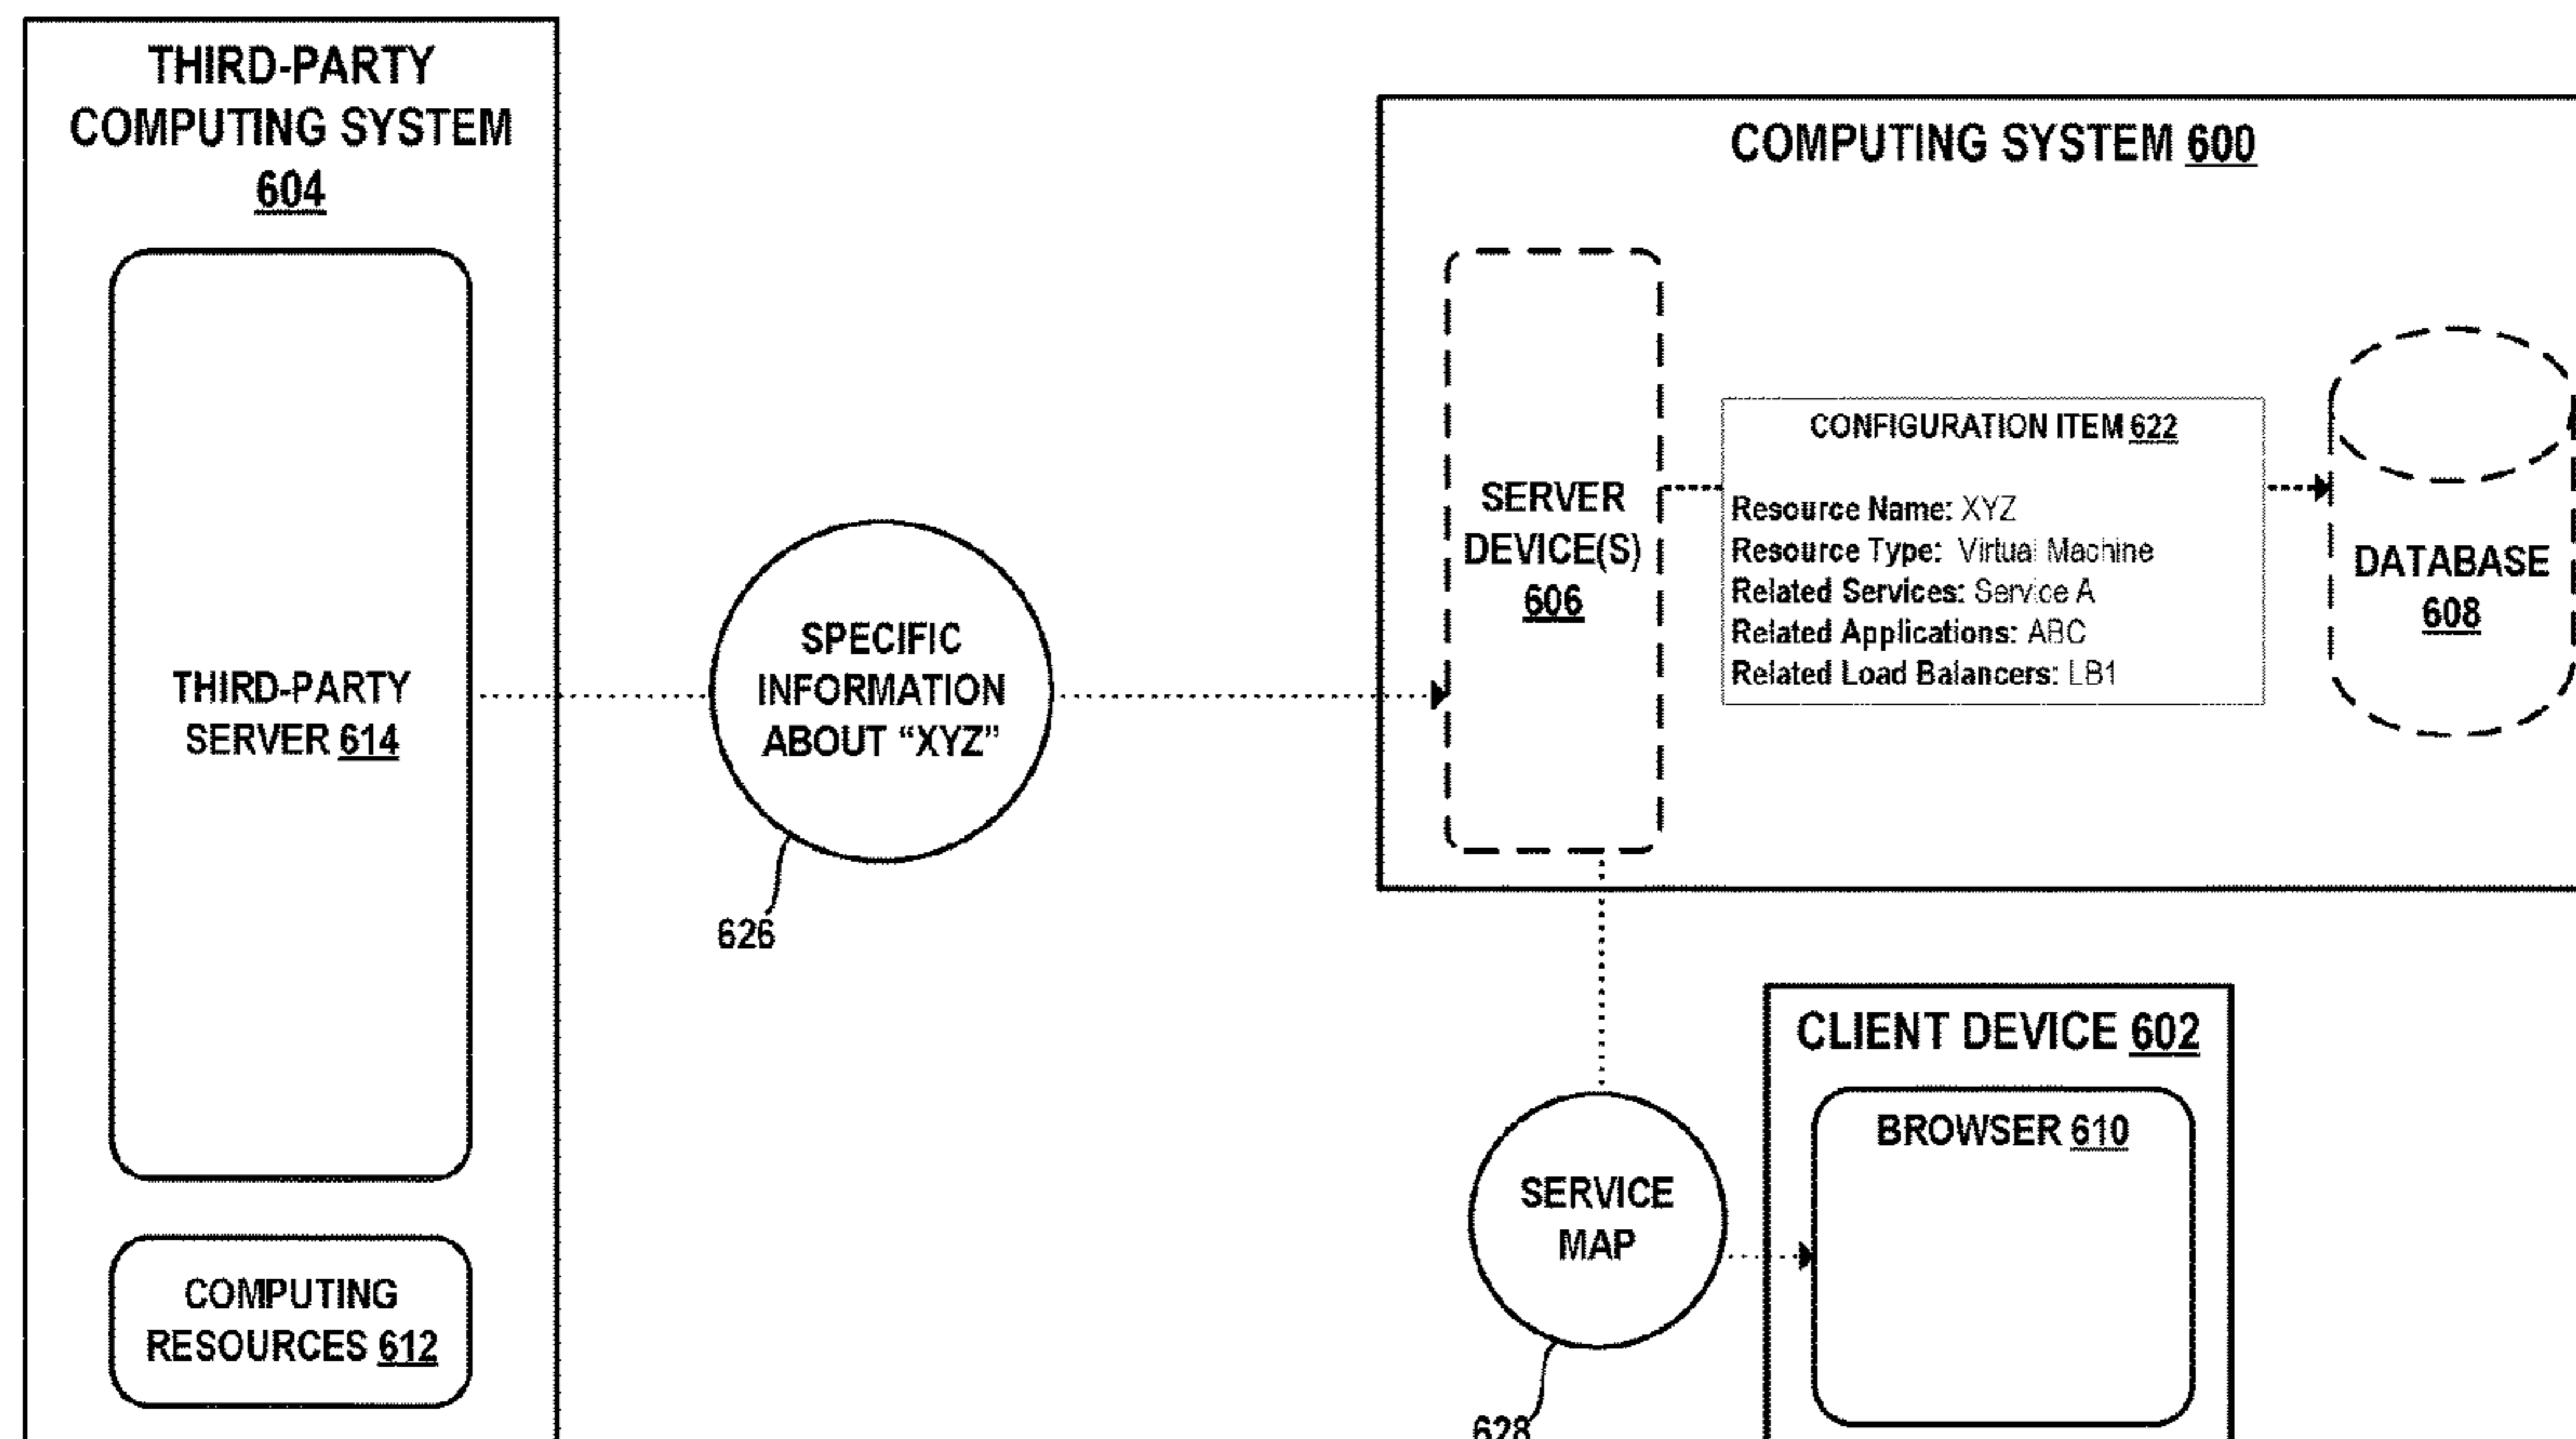 THIRD-PARTY
COMPUTING SYSTEM
604
THIRD-PARTY
SERVER 614
COMPUTING
RESOURCES 612
SPECIFIC
INFORMATION
ABOUT “XYZ”
626
COMPUTING SYSTEM 600
SERVER
DEVICE(S)
606
CONFIGURATION ITEM 622
Resource Name: XYZ
Resource Type: Virtual Machine
Related Services: Service A
Related Applications: ABC
Related Load Balancers: LB1
DATABASE
608
SERVICE
MAP
628
CLIENT DEVICE 602
BROWSER 610